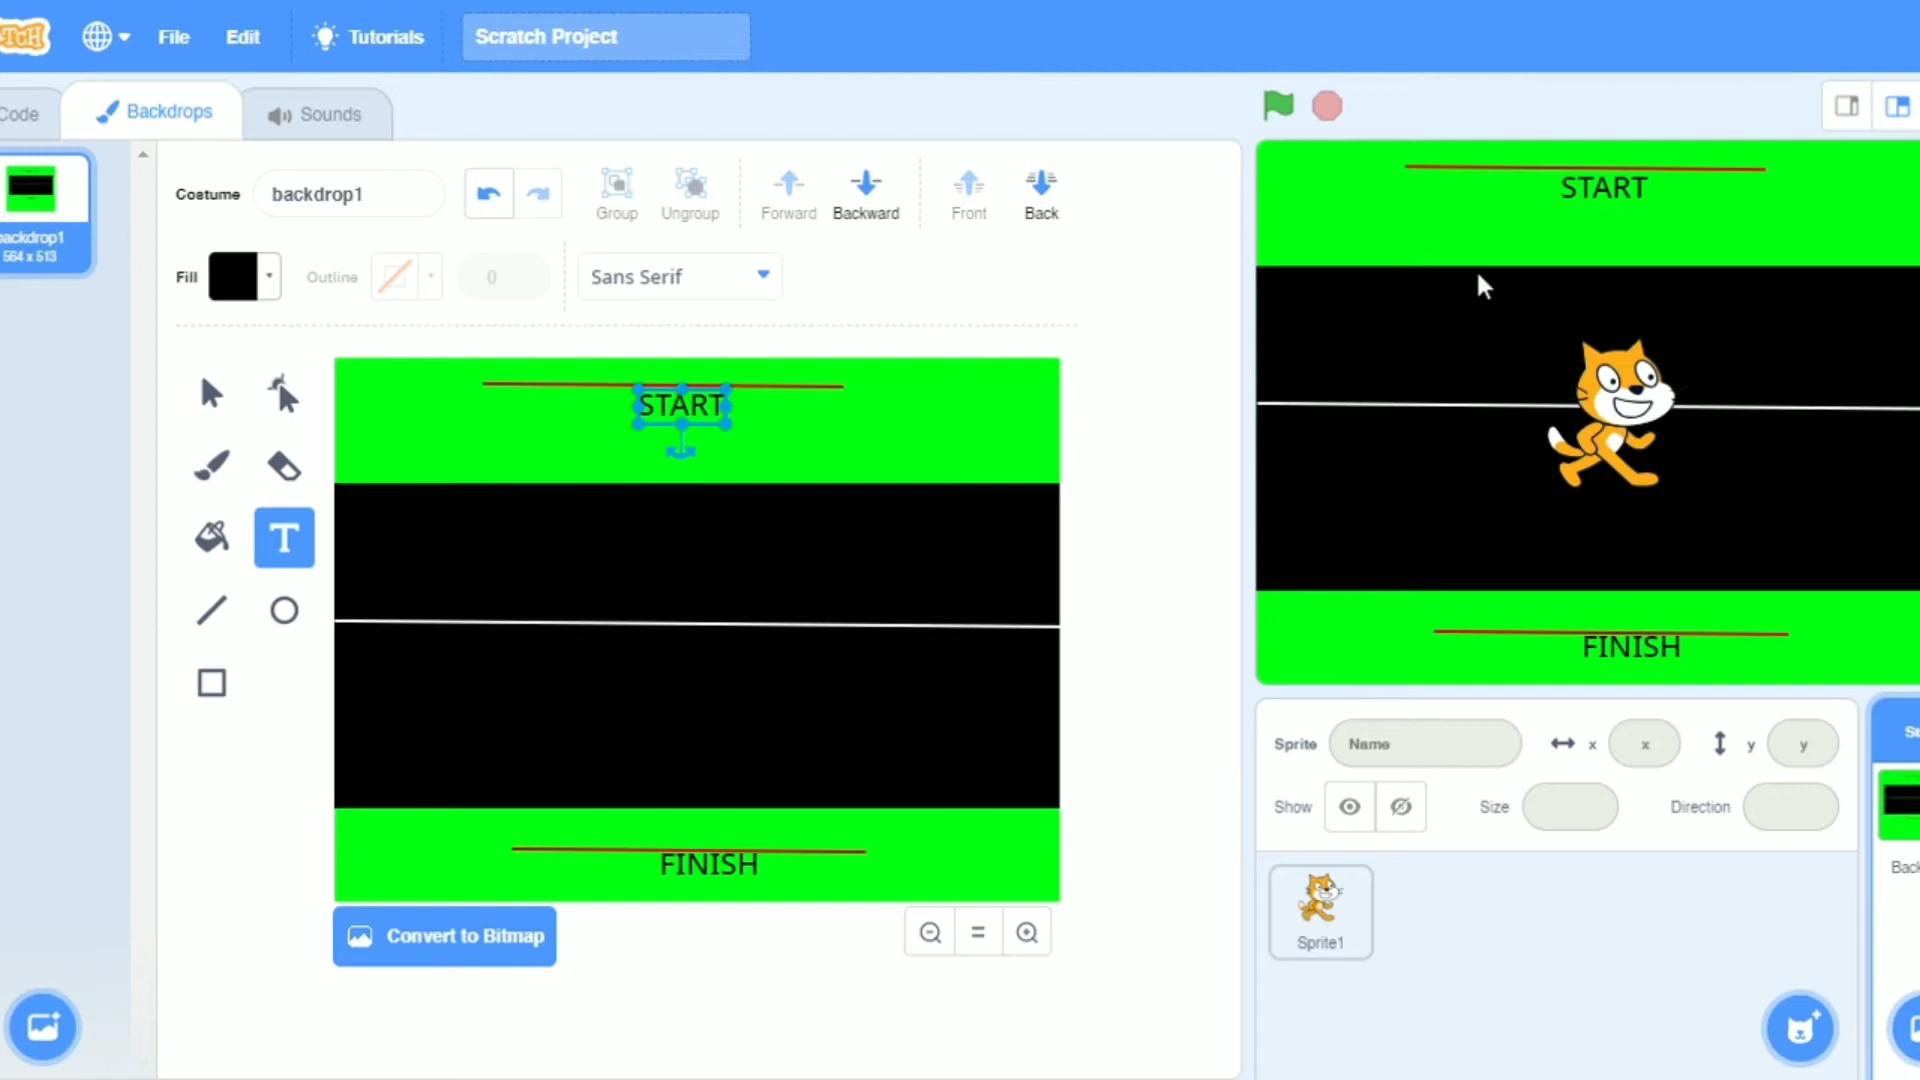 TCH File Edit Tutorials Scratch Project
Code Backdrops Sounds
Costume backdrop1 Group Ungroup Forward Backward Front Back
Fill Outline 0 Sans Serif
backdrop1
564 x 513
START
FINISH
Convert to Bitmap
START
FINISH
Sprite Name x x y y
Show Size Direction
Sprite1